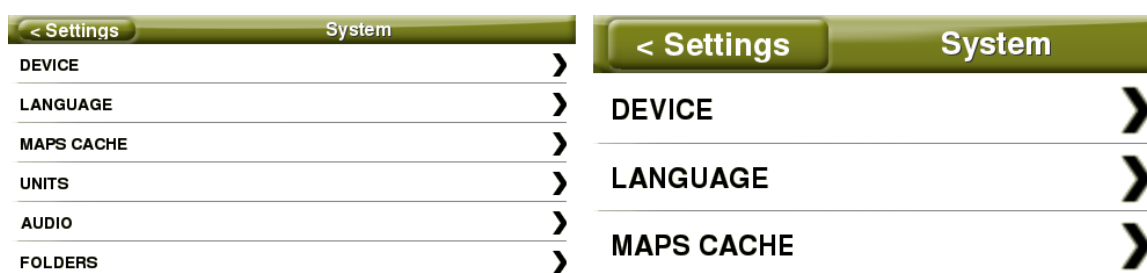 < Settings System
DEVICE
LANGUAGE
MAPS CACHE
UNITS
AUDIO
FOLDERS
< Settings System
DEVICE
LANGUAGE
MAPS CACHE